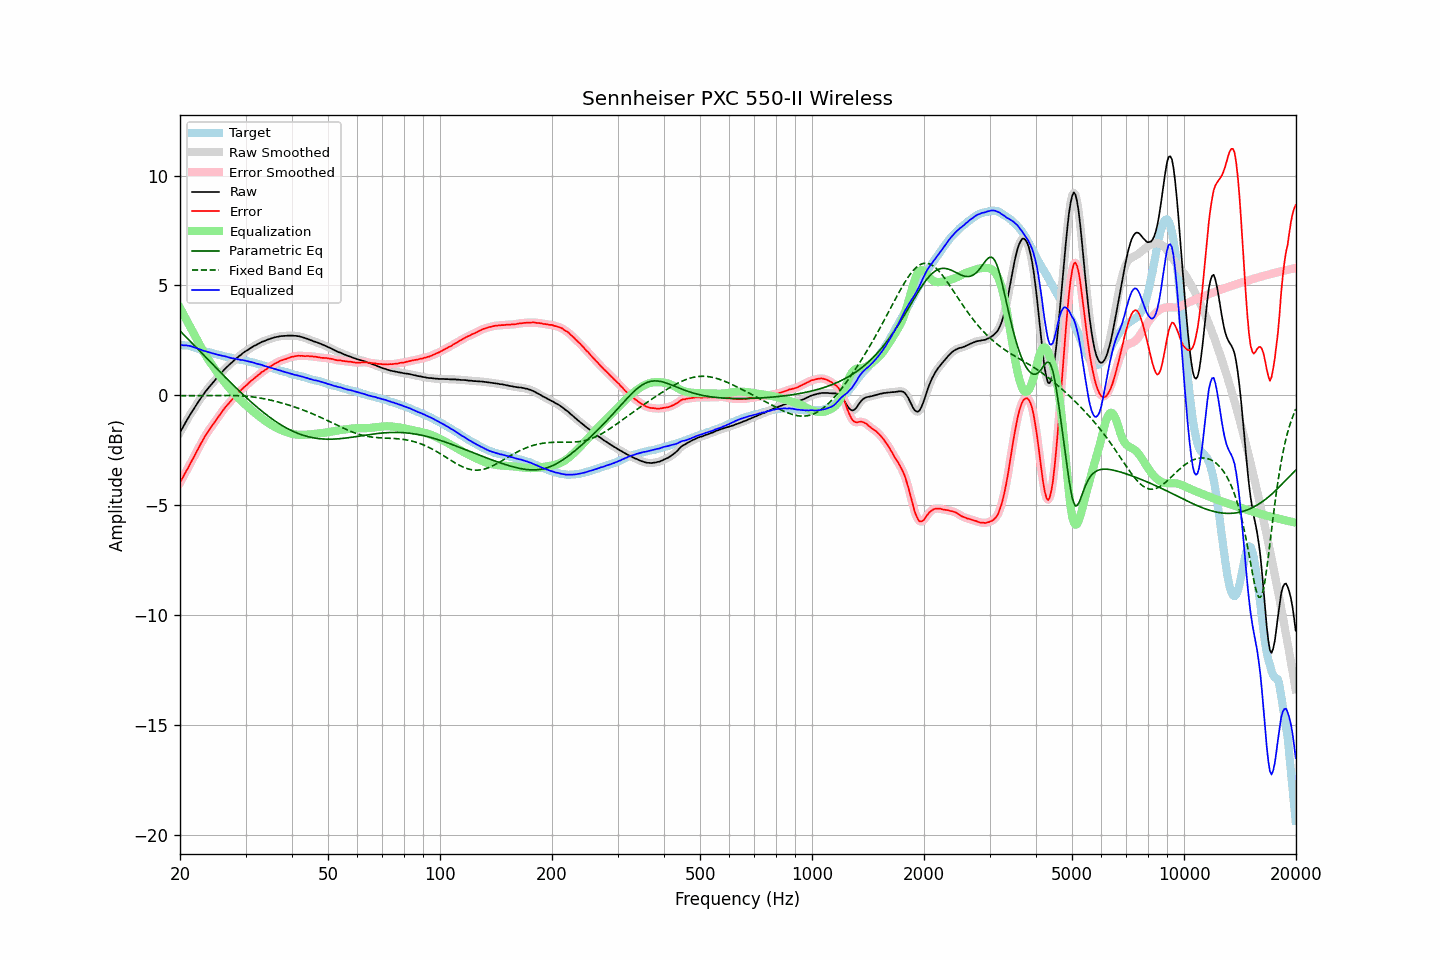 Sennheiser PXC 550-II Wireless
Target
Raw Smoothed
Error Smoothed
Raw
Error
Equalization
Parametric Eq
Fixed Band Eq
Equalized
10
5
0
−5
−10
−15
−20
Amplitude (dBr)
20 50 100 200 500 1000 2000 5000 10000 20000
Frequency (Hz)